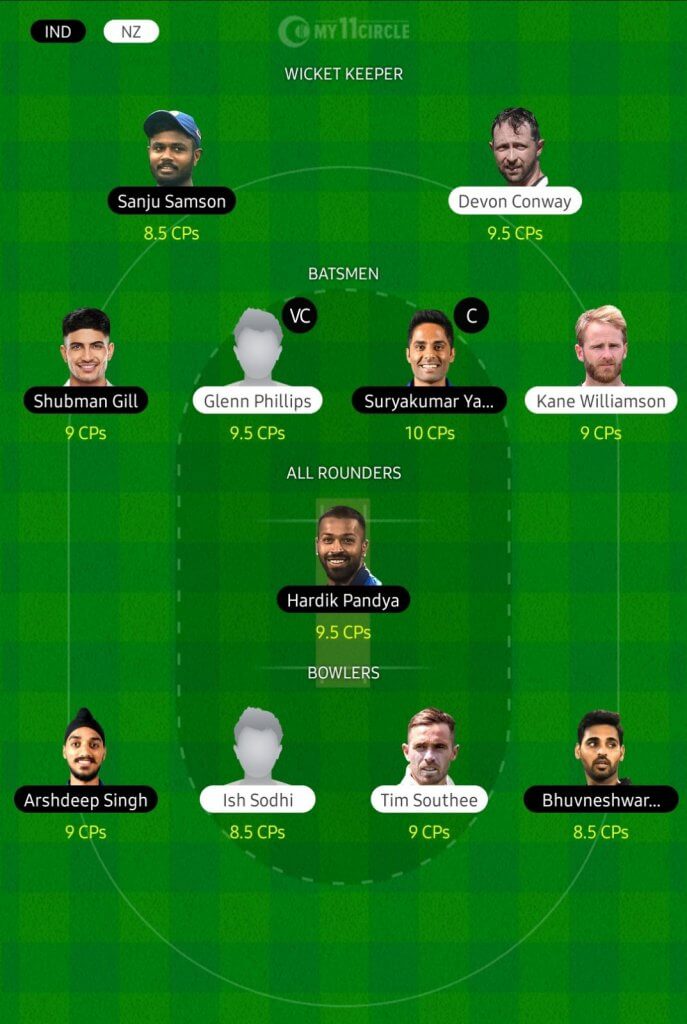 IND NZ MY11CIRCLE
WICKET KEEPER
Sanju Samson Devon Conway
8.5 CPs 9.5 CPs
BATSMEN
VC C
Shubman Gill Glenn Phillips Suryakumar Ya... Kane Williamson
9 CPs 9.5 CPs 10 CPs 9 CPs
ALL ROUNDERS
Hardik Pandya
9.5 CPs
BOWLERS
Arshdeep Singh Ish Sodhi Tim Southee Bhuvneshwar...
9 CPs 8.5 CPs 9 CPs 8.5 CPs